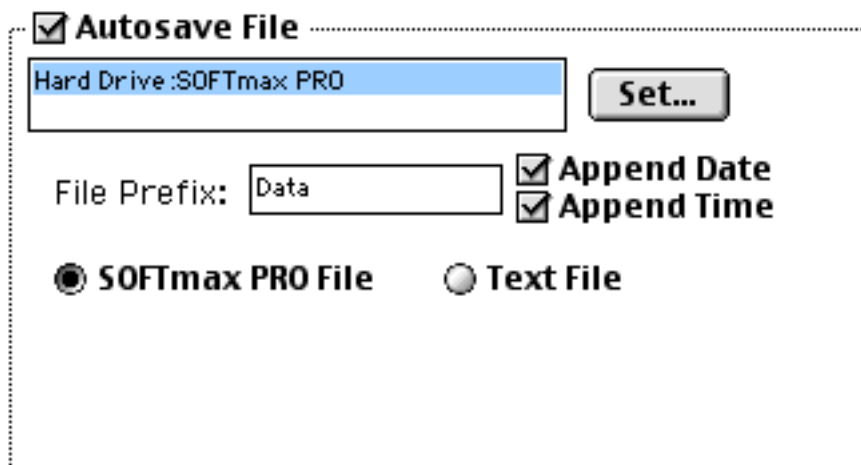 Autosave File
Hard Drive:SOFTmax PRO
Set...
File Prefix:
Data
Append Date
Append Time
SOFTmax PRO File
Text File